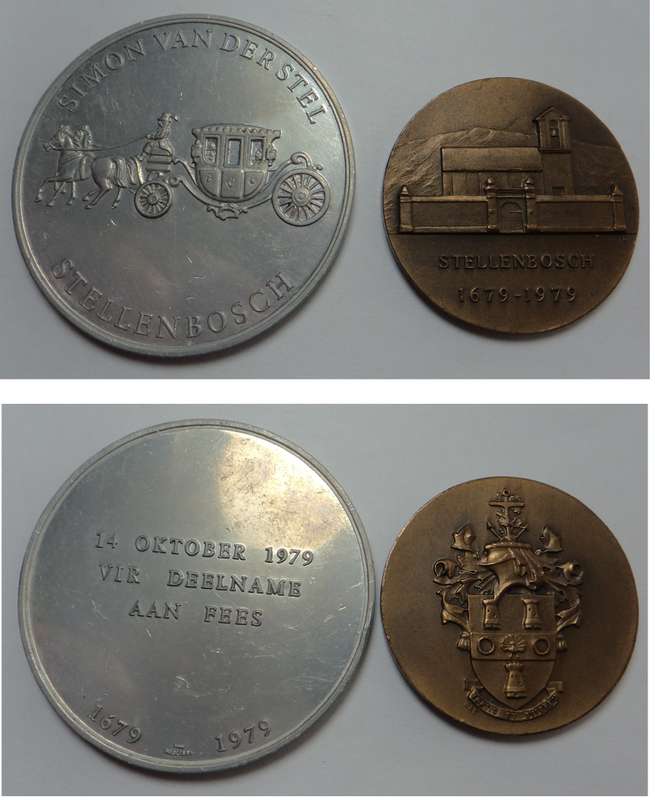 SIMON VAN DER STEL
STELLENBOSCH
STELLENBOSCH
1679-1979
14 OKTOBER 1979
VIR DEELNAME
AAN FEES
1679 1979